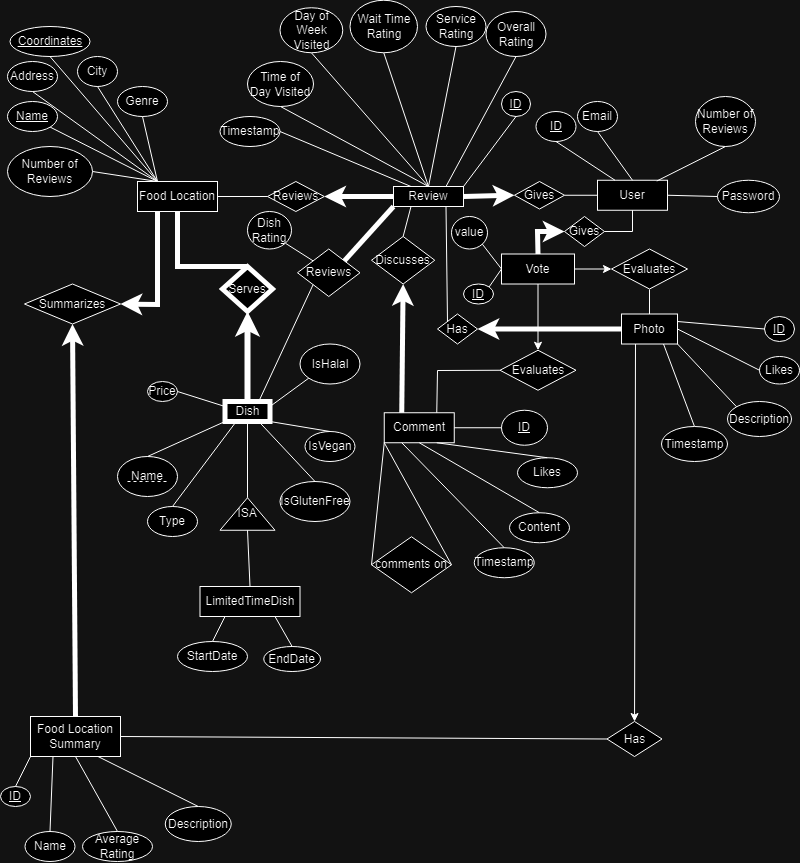 Day of
Week
Visited
Wait Time
Rating
Service
Rating
Overall
Rating
Coordinates
Address
City
Time of
Day Visited
Name
Genre
Timestamp
ID
ID
Email
Number of
Reviews
Number of
Reviews
Food Location
Reviews
Review
Gives
User
Password
Dish
Rating
value
Gives
Reviews
Discusses
Vote
Evaluates
Serves
ID
Summarizes
Has
Photo
ID
IsHalal
Evaluates
Likes
Price
Dish
Comment
ID
Description
IsVegan
Timestamp
Name
Likes
IsGlutenFree
Type
ISA
Content
comments on
Timestamp
LimitedTimeDish
StartDate
EndDate
Food Location
Summary
Has
ID
Name
Average
Rating
Description